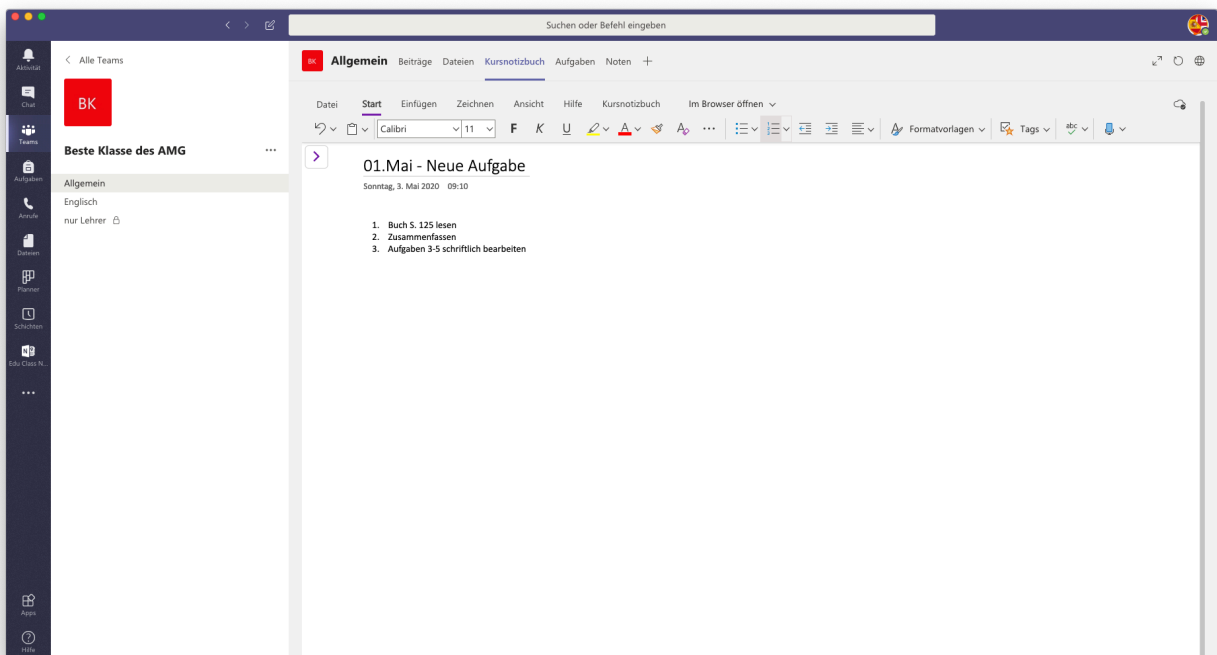 Suchen oder Befehl eingeben
Aktivität
Chat
Teams
Aufgaben
Anrufe
Dateien
Planner
Schichten
Edu Class N...
Apps
Hilfe
Alle Teams
BK
Beste Klasse des AMG
Allgemein
Englisch
nur Lehrer
BK Allgemein Beiträge Dateien Kursnotizbuch Aufgaben Noten
Datei Start Einfügen Zeichnen Ansicht Hilfe Kursnotizbuch Im Browser öffnen
Calibri 11 F K U A A Formatvorlagen Tags abc
01.Mai - Neue Aufgabe
Sonntag, 3. Mai 2020 09:10
1. Buch S. 125 lesen
2. Zusammenfassen
3. Aufgaben 3-5 schriftlich bearbeiten